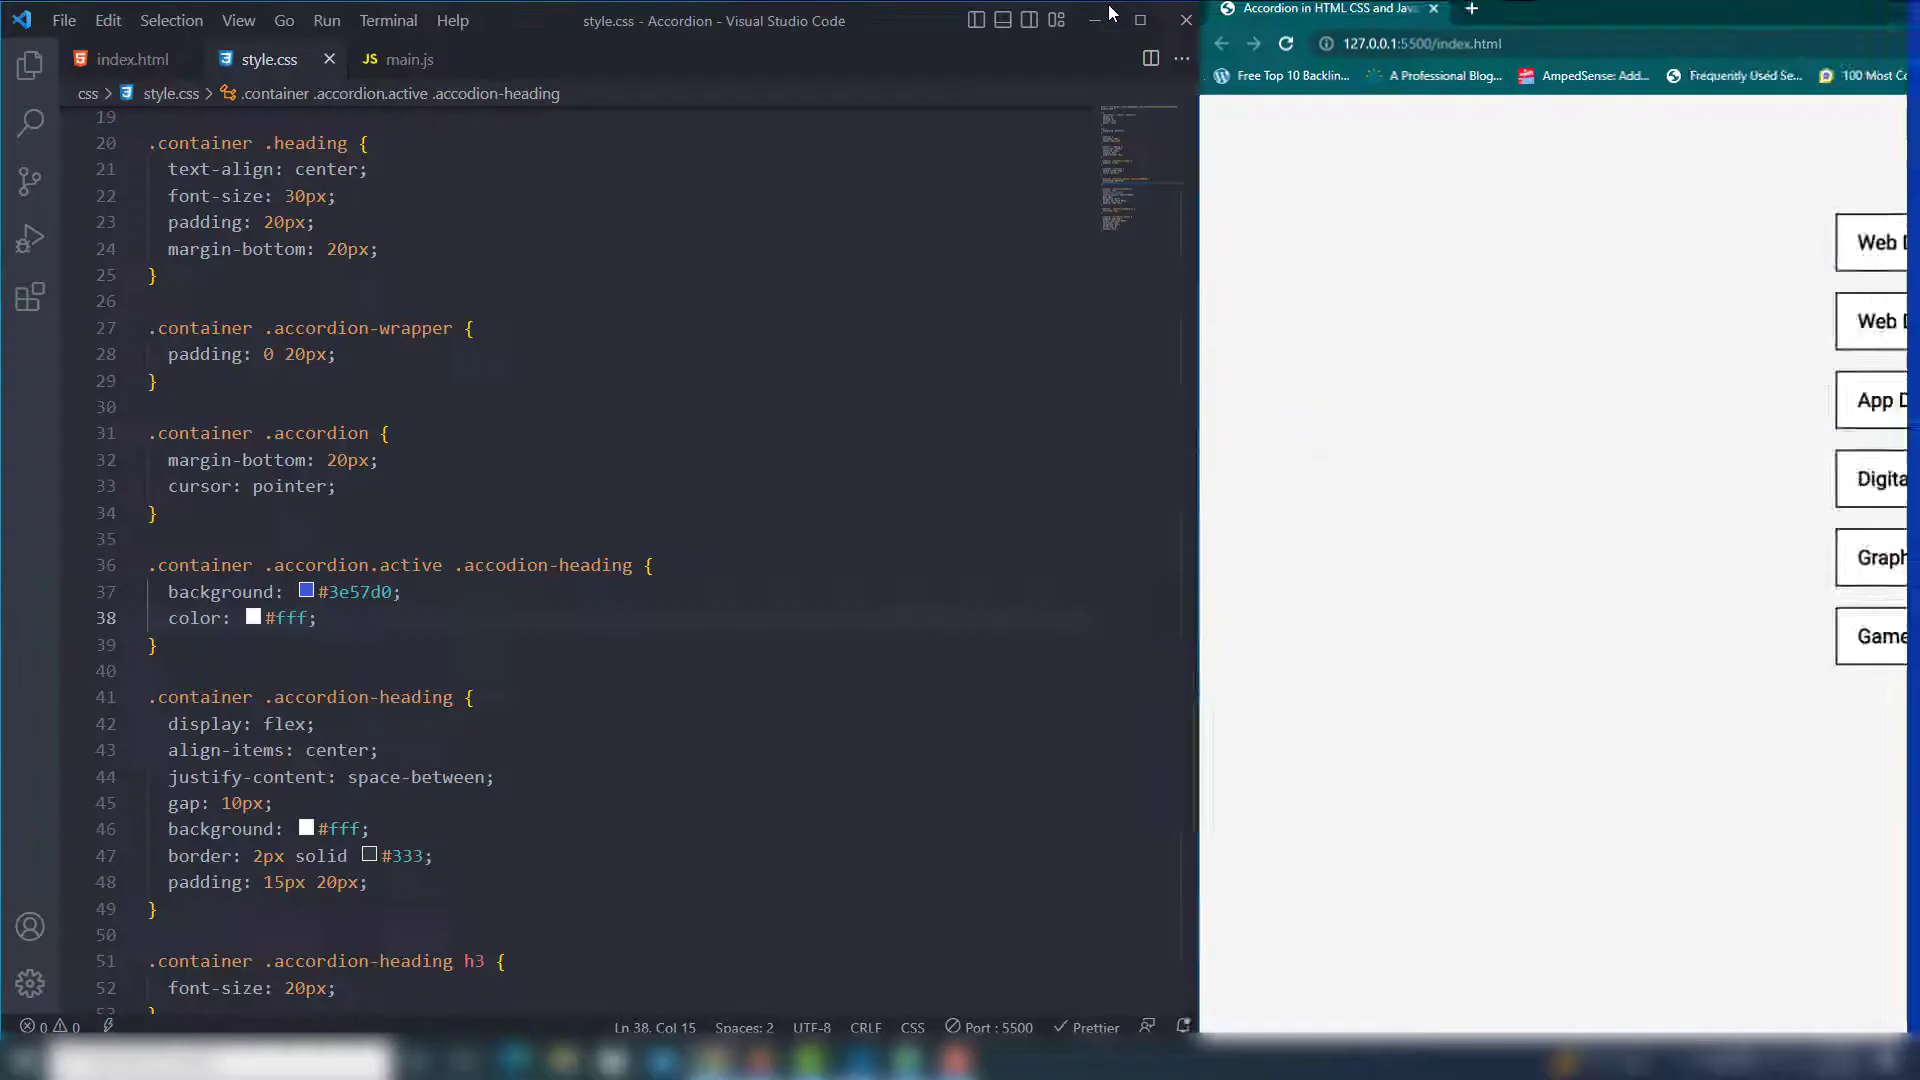 File Edit Selection View Go Run Terminal Help
style.css - Accordion - Visual Studio Code
index.html style.css JS main.js
css > style.css > .container .accordion.active .accodion-heading
19
20 .container .heading {
21 text-align: center;
22 font-size: 30px;
23 padding: 20px;
24 margin-bottom: 20px;
25 }
26
27 .container .accordion-wrapper {
28 padding: 0 20px;
29 }
30
31 .container .accordion {
32 margin-bottom: 20px;
33 cursor: pointer;
34 }
35
36 .container .accordion.active .accodion-heading {
37 background: #3e57d0;
38 color: #fff;
39 }
40
41 .container .accordion-heading {
42 display: flex;
43 align-items: center;
44 justify-content: space-between;
45 gap: 10px;
46 background: #fff;
47 border: 2px solid #333;
48 padding: 15px 20px;
49 }
50
51 .container .accordion-heading h3 {
52 font-size: 20px;
53 }
0 0
Ln 38, Col 15 Spaces: 2 UTF-8 CRLF CSS Port : 5500 Prettier
Accordion in HTML CSS and Java
127.0.0.1:5500/index.html
Free Top 10 Backlin... A Professional Blog... AmpedSense: Add... Frequently Used Se... 100 Most Co
Web D
Web D
App D
Digita
Graph
Game